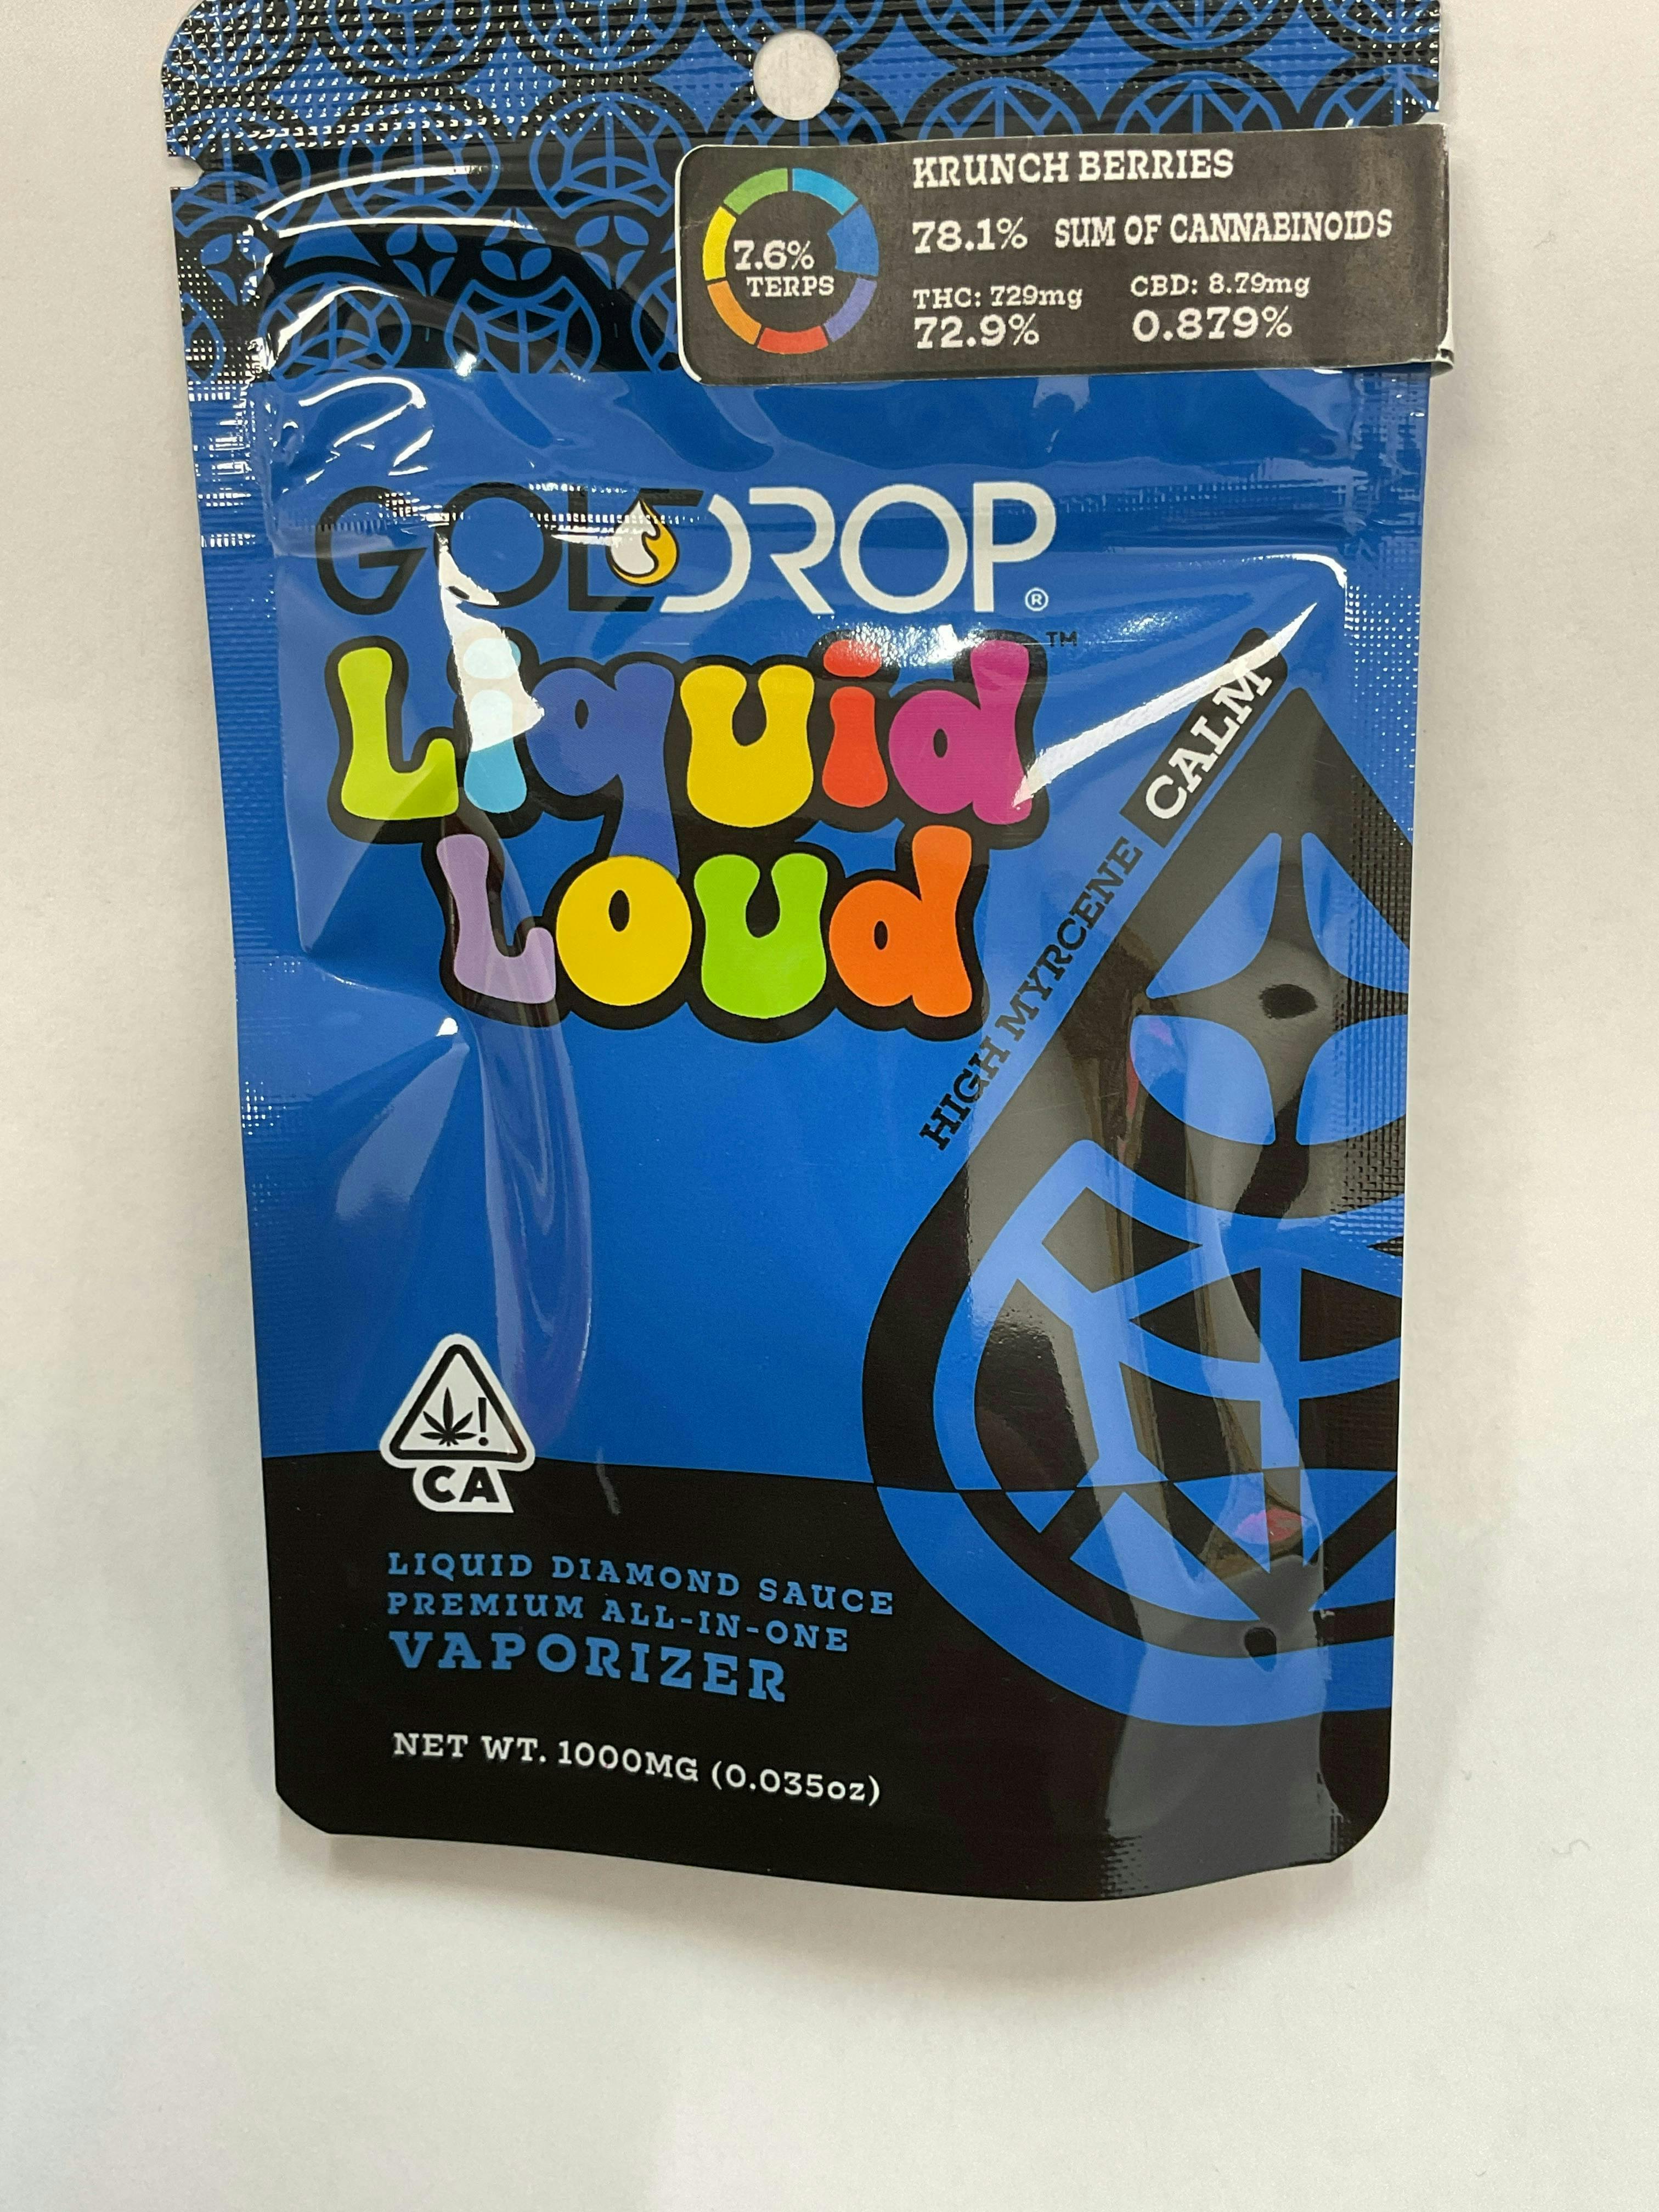 KRUNCH BERRIES
78.1% SUM OF CANNABINOIDS
7.6%
TERPS
THC: 729mg CBD: 8.79mg
72.9% 0.879%
GOLDROP®
Liquid™
Loud
HIGH MYRCENE CALM
CA
LIQUID DIAMOND SAUCE
PREMIUM ALL-IN-ONE
VAPORIZER
NET WT. 1000MG (0.035oz)